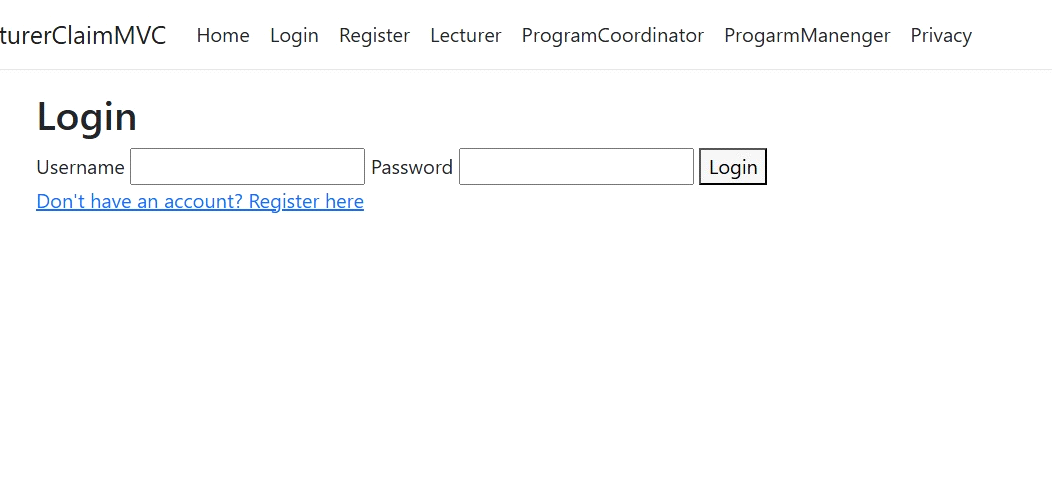 turerClaimMVC Home Login Register Lecturer ProgramCoordinator ProgarmManenger Privacy
Login
Username Password Login
Don't have an account? Register here